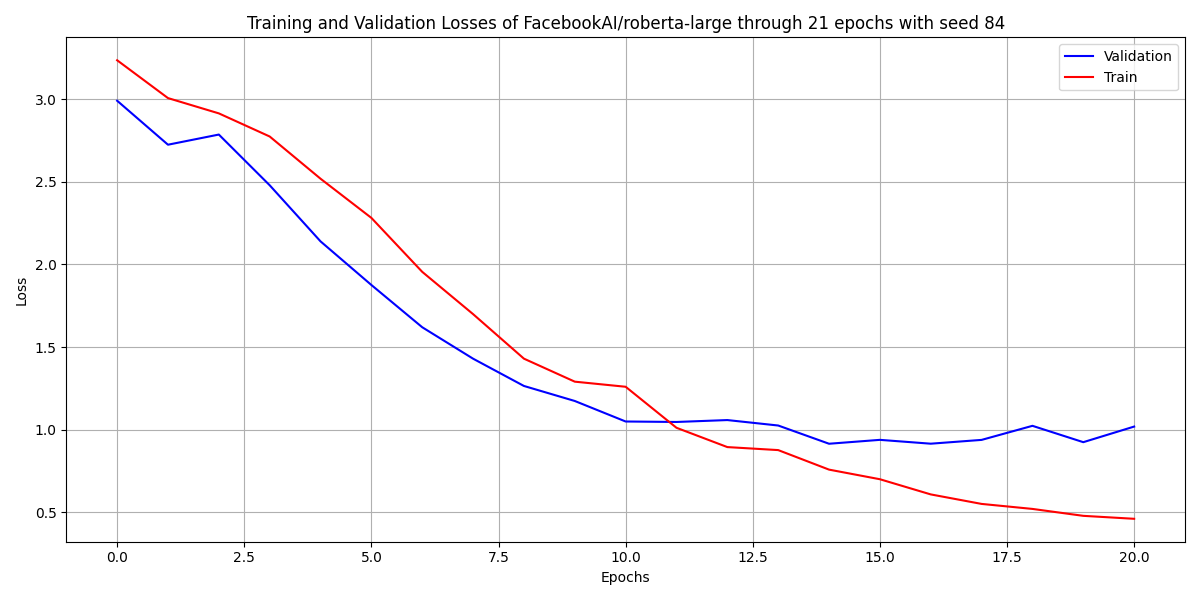 Training and Validation Losses of FacebookAI/roberta-large through 21 epochs with seed 84
Validation
Train
Loss
3.0
2.5
2.0
1.5
1.0
0.5
0.0 2.5 5.0 7.5 10.0 12.5 15.0 17.5 20.0
Epochs